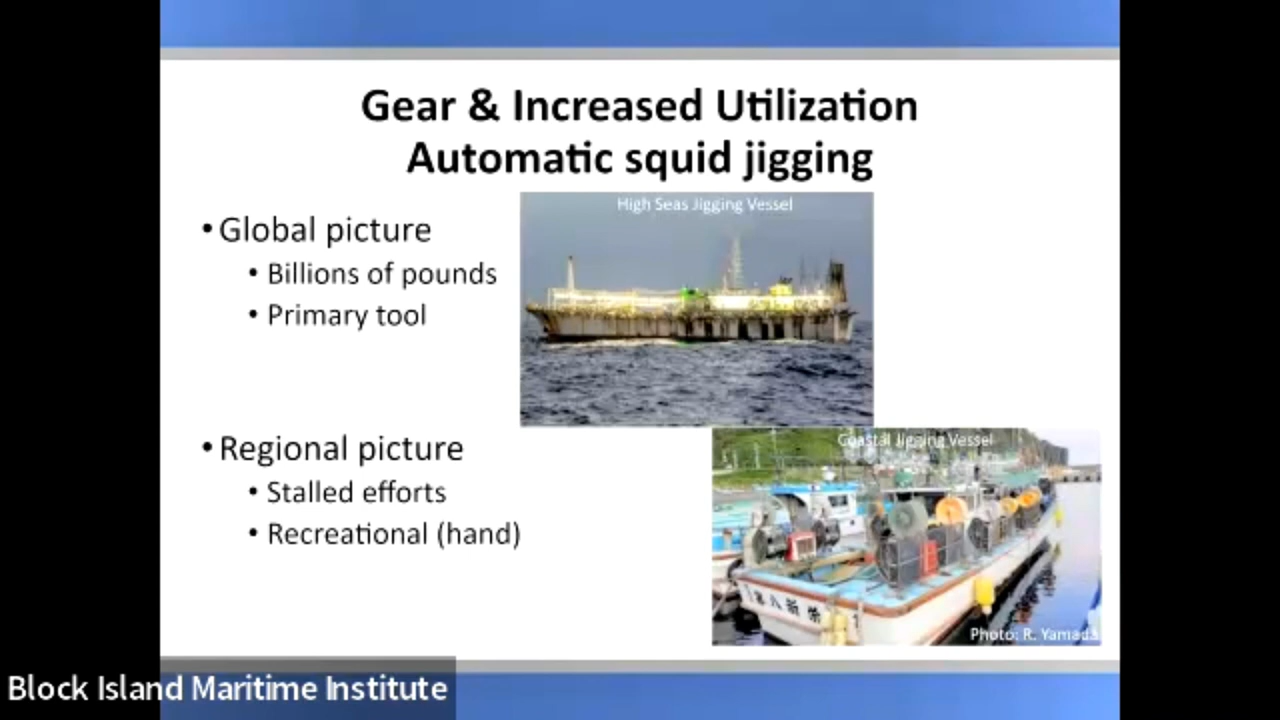 Gear & Increased Utilization
Automatic squid jigging
• Global picture
• Billions of pounds
• Primary tool
High Seas Jigging Vessel
• Regional picture
• Stalled efforts
• Recreational (hand)
Coastal Jigging Vessel
Photo: R. Yamada
Block Island Maritime Institute